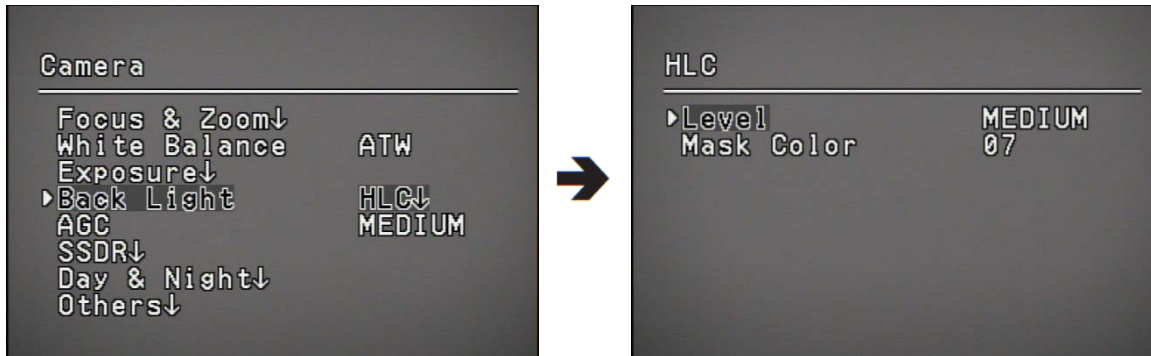 Camera
Focus & Zoom↓
White Balance ATW
Exposure↓
Back Light HLC↓
AGC MEDIUM
SSDR↓
Day & Night↓
Others↓
HLC
Level MEDIUM
Mask Color 07